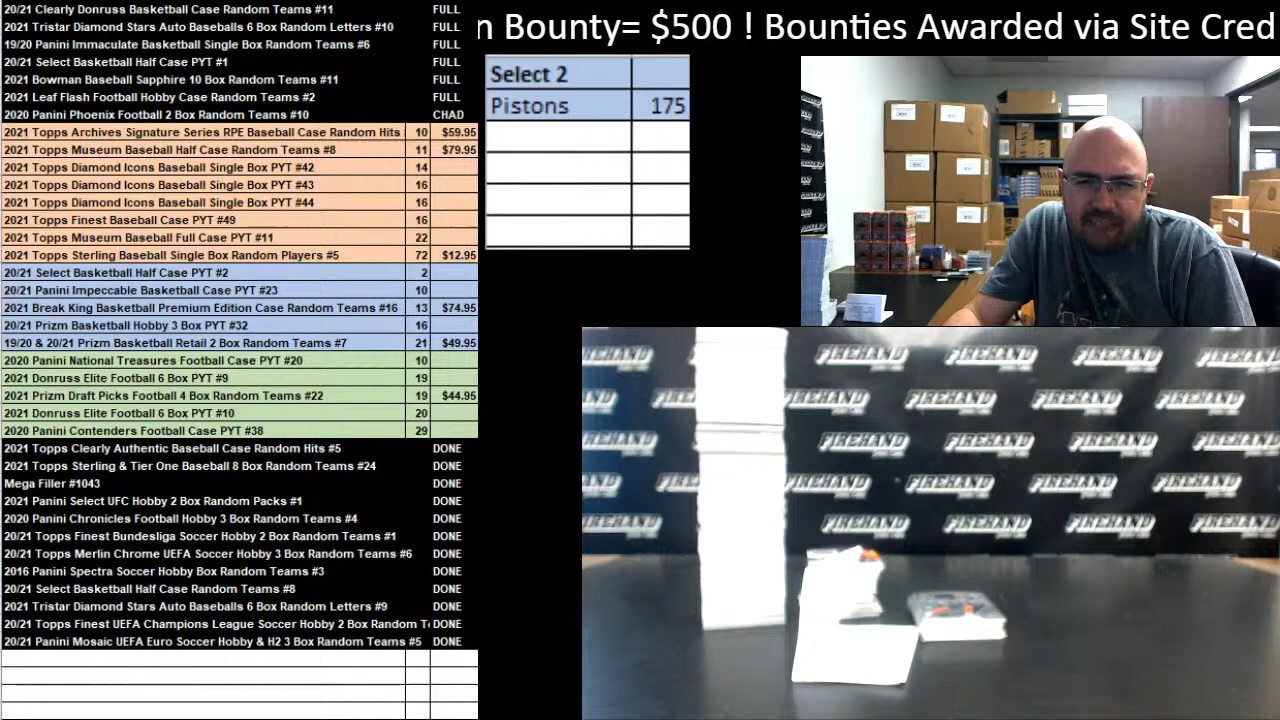 20/21 Clearly Donruss Basketball Case Random Teams #11 FULL
2021 Tristar Diamond Stars Auto Baseballs 6 Box Random Letters #10 FULL
19/20 Panini Immaculate Basketball Single Box Random Teams #6 FULL
20/21 Select Basketball Half Case PYT #1 FULL
2021 Bowman Baseball Sapphire 10 Box Random Teams #11 FULL
2021 Leaf Flash Football Hobby Case Random Teams #2 FULL
2020 Panini Phoenix Football 2 Box Random Teams #10 CHAD
2021 Topps Archives Signature Series RPE Baseball Case Random Hits 10 $59.95
2021 Topps Museum Baseball Half Case Random Teams #8 11 $79.95
2021 Topps Diamond Icons Baseball Single Box PYT #42 14
2021 Topps Diamond Icons Baseball Single Box PYT #43 16
2021 Topps Diamond Icons Baseball Single Box PYT #44 16
2021 Topps Finest Baseball Case PYT #49 16
2021 Topps Museum Baseball Full Case PYT #11 22
2021 Topps Sterling Baseball Single Box Random Players #5 72 $12.95
20/21 Select Basketball Half Case PYT #2 2
20/21 Panini Impeccable Basketball Case PYT #23 10
2021 Break King Basketball Premium Edition Case Random Teams #16 13 $74.95
20/21 Prizm Basketball Hobby 3 Box PYT #32 16
19/20 & 20/21 Prizm Basketball Retail 2 Box Random Teams #7 21 $49.95
2020 Panini National Treasures Football Case PYT #20 10
2021 Donruss Elite Football 6 Box PYT #9 19
2021 Prizm Draft Picks Football 4 Box Random Teams #22 19 $44.95
2021 Donruss Elite Football 6 Box PYT #10 20
2020 Panini Contenders Football Case PYT #38 29
2021 Topps Clearly Authentic Baseball Case Random Hits #5 DONE
2021 Topps Sterling & Tier One Baseball 8 Box Random Teams #24 DONE
Mega Filler #1043 DONE
2021 Panini Select UFC Hobby 2 Box Random Packs #1 DONE
2020 Panini Chronicles Football Hobby 3 Box Random Teams #4 DONE
20/21 Topps Finest Bundesliga Soccer Hobby 2 Box Random Teams #1 DONE
20/21 Topps Merlin Chrome UEFA Soccer Hobby 3 Box Random Teams #6 DONE
2016 Panini Spectra Soccer Hobby Box Random Teams #3 DONE
20/21 Select Basketball Half Case Random Teams #8 DONE
2021 Tristar Diamond Stars Auto Baseballs 6 Box Random Letters #9 DONE
20/21 Topps Finest UEFA Champions League Soccer Hobby 2 Box Random T DONE
20/21 Panini Mosaic UEFA Euro Soccer Hobby & H2 3 Box Random Teams #5 DONE
n Bounty= $500 ! Bounties Awarded via Site Cred
Select 2
Pistons 175
FIREHAND FIREHAND FIREHAND FIREHAND
FIREHAND FIREHAND FIREHAND FIREHAND
FIREHAND FIREHAND FIREHAND FIREHAND
FIREHAND FIREHAND FIREHAND FIREHAND
FIREHAND FIREHAND FIREHAND FIREHAND